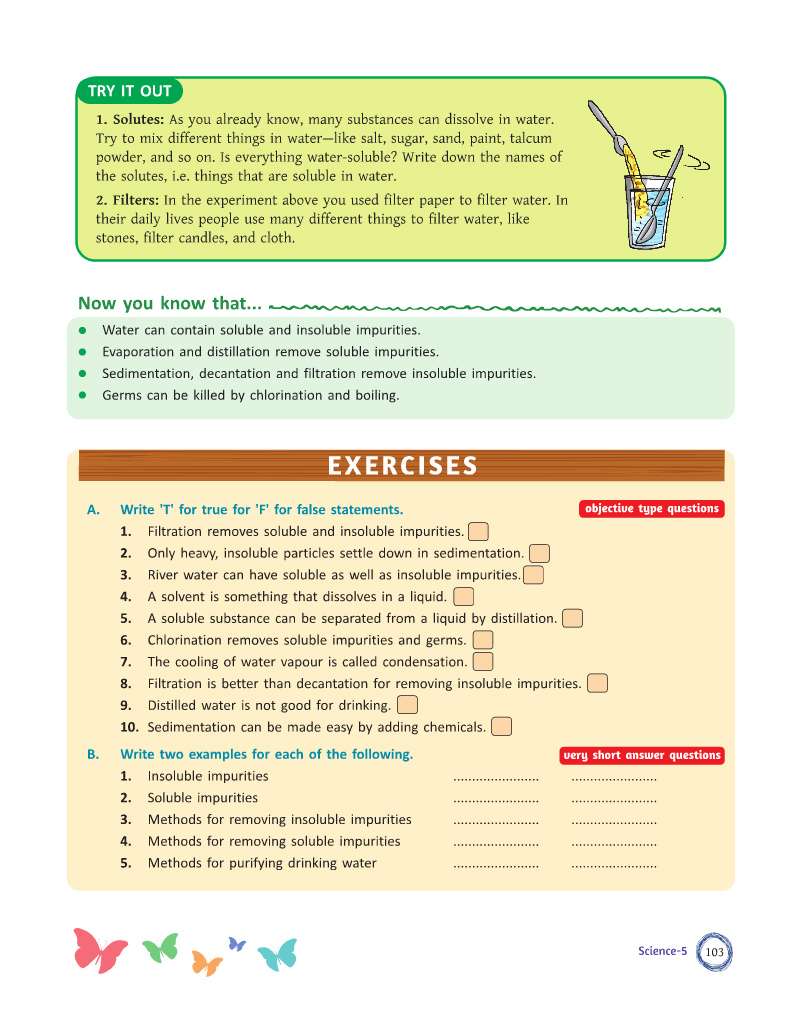 TRY IT OUT
1. Solutes: As you already know, many substances can dissolve in water.
Try to mix different things in water—like salt, sugar, sand, paint, talcum
powder, and so on. Is everything water-soluble? Write down the names of
the solutes, i.e. things that are soluble in water.
2. Filters: In the experiment above you used filter paper to filter water. In
their daily lives people use many different things to filter water, like
stones, filter candles, and cloth.
Now you know that...
● Water can contain soluble and insoluble impurities.
● Evaporation and distillation remove soluble impurities.
● Sedimentation, decantation and filtration remove insoluble impurities.
● Germs can be killed by chlorination and boiling.
EXERCISES
A. Write 'T' for true for 'F' for false statements. objective type questions
1. Filtration removes soluble and insoluble impurities.
2. Only heavy, insoluble particles settle down in sedimentation.
3. River water can have soluble as well as insoluble impurities.
4. A solvent is something that dissolves in a liquid.
5. A soluble substance can be separated from a liquid by distillation.
6. Chlorination removes soluble impurities and germs.
7. The cooling of water vapour is called condensation.
8. Filtration is better than decantation for removing insoluble impurities.
9. Distilled water is not good for drinking.
10. Sedimentation can be made easy by adding chemicals.
B. Write two examples for each of the following. very short answer questions
1. Insoluble impurities ....................... .......................
2. Soluble impurities ....................... .......................
3. Methods for removing insoluble impurities ....................... .......................
4. Methods for removing soluble impurities ....................... .......................
5. Methods for purifying drinking water ....................... .......................
Science-5 103